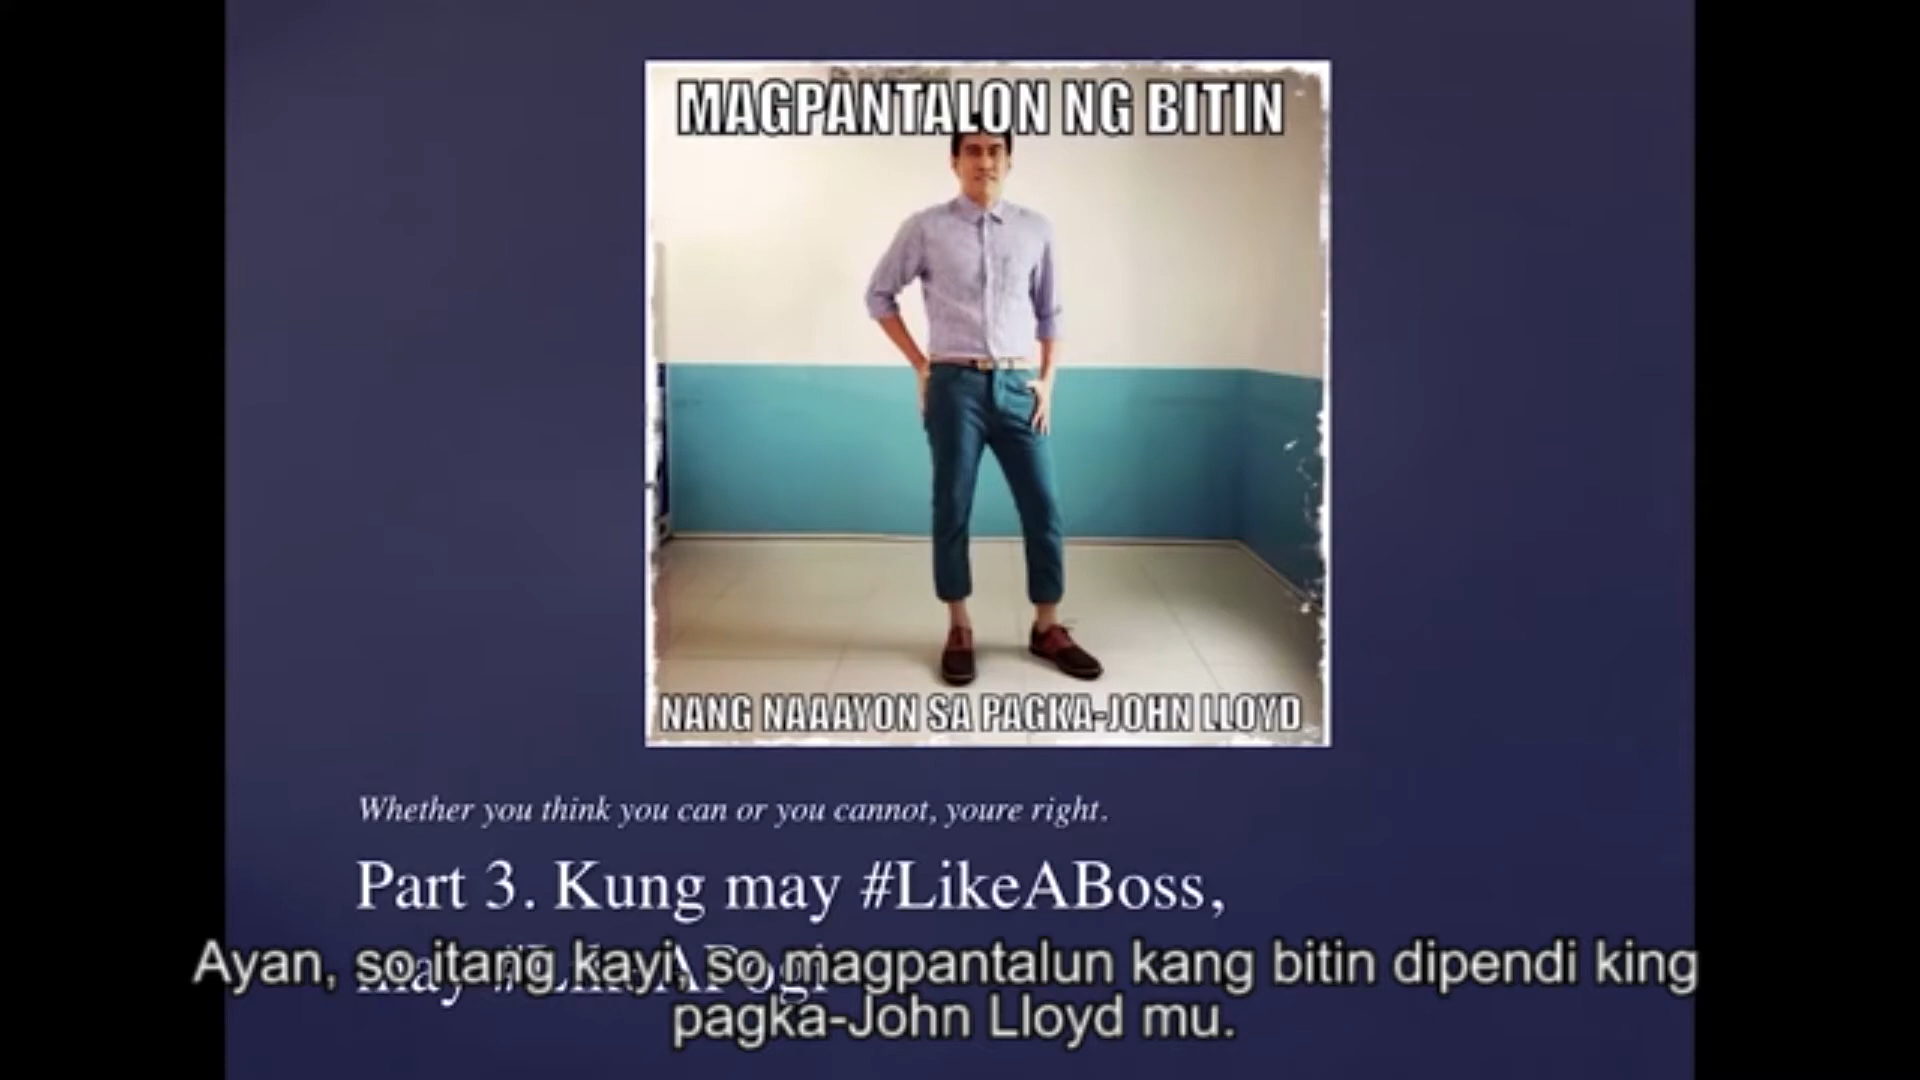 MAGPANTALON NG BITIN
NANG NAAAYON SA PAGKA-JOHN LLOYD
Whether you think you can or you cannot, youre right.
Part 3. Kung may #LikeABoss,
may #LikeAPogi
Ayan, so itang kayi, so magpantalun kang bitin dipendi king
pagka-John Lloyd mu.